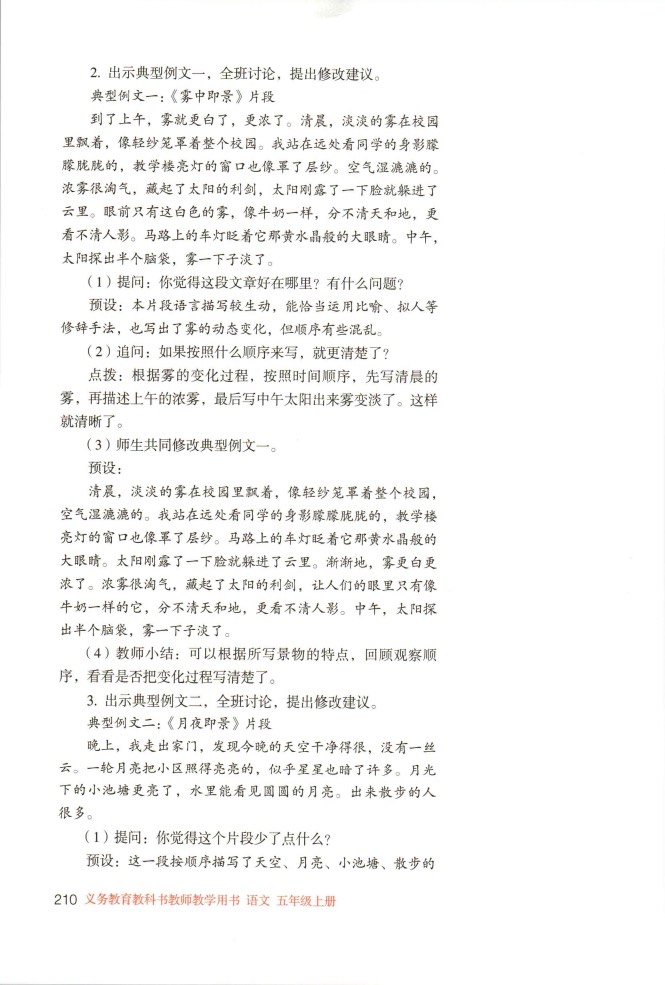 2. 出示典型例文一，全班讨论，提出修改建议。
典型例文一：《雾中即景》片段
到了上午，雾就更白了，更浓了。清晨，淡淡的雾在校园
里飘着，像轻纱笼罩着整个校园。我站在远处看同学的身影朦
朦胧胧的，教学楼亮灯的窗口也像罩了层纱。空气湿漉漉的。
浓雾很淘气，藏起了太阳的利剑，太阳刚露了一下脸就躲进了
云里。眼前只有这白色的雾，像牛奶一样，分不清天和地，更
看不清人影。马路上的车灯眨着它那黄水晶般的大眼睛。中午，
太阳探出半个脑袋，雾一下子淡了。
（1）提问：你觉得这段文章好在哪里？有什么问题？
预设：本片段语言描写较生动，能恰当运用比喻、拟人等
修辞手法，也写出了雾的动态变化，但顺序有些混乱。
（2）追问：如果按照什么顺序来写，就更清楚了？
点拨：根据雾的变化过程，按照时间顺序，先写清晨的
雾，再描述上午的浓雾，最后写中午太阳出来雾变淡了。这样
就清晰了。
（3）师生共同修改典型例文一。
预设：
清晨，淡淡的雾在校园里飘着，像轻纱笼罩着整个校园，
空气湿漉漉的。我站在远处看同学的身影朦朦胧胧的，教学楼
亮灯的窗口也像罩了层纱。马路上的车灯眨着它那黄水晶般的
大眼睛。太阳刚露了一下脸就躲进了云里。渐渐地，雾更白更
浓了。浓雾很淘气，藏起了太阳的利剑，让人们的眼里只有像
牛奶一样的它，分不清天和地，更看不清人影。中午，太阳探
出半个脑袋，雾一下子淡了。
（4）教师小结：可以根据所写景物的特点，回顾观察顺
序，看看是否把变化过程写清楚了。
3. 出示典型例文二，全班讨论，提出修改建议。
典型例文二：《月夜即景》片段
晚上，我走出家门，发现今晚的天空干净得很，没有一丝
云。一轮月亮把小区照得亮亮的，似乎星星也暗了许多。月光
下的小池塘更亮了，水里能看见圆圆的月亮。出来散步的人
很多。
（1）提问：你觉得这个片段少了点什么？
预设：这一段按顺序描写了天空、月亮、小池塘、散步的
210 义务教育教科书教师教学用书 语文 五年级上册